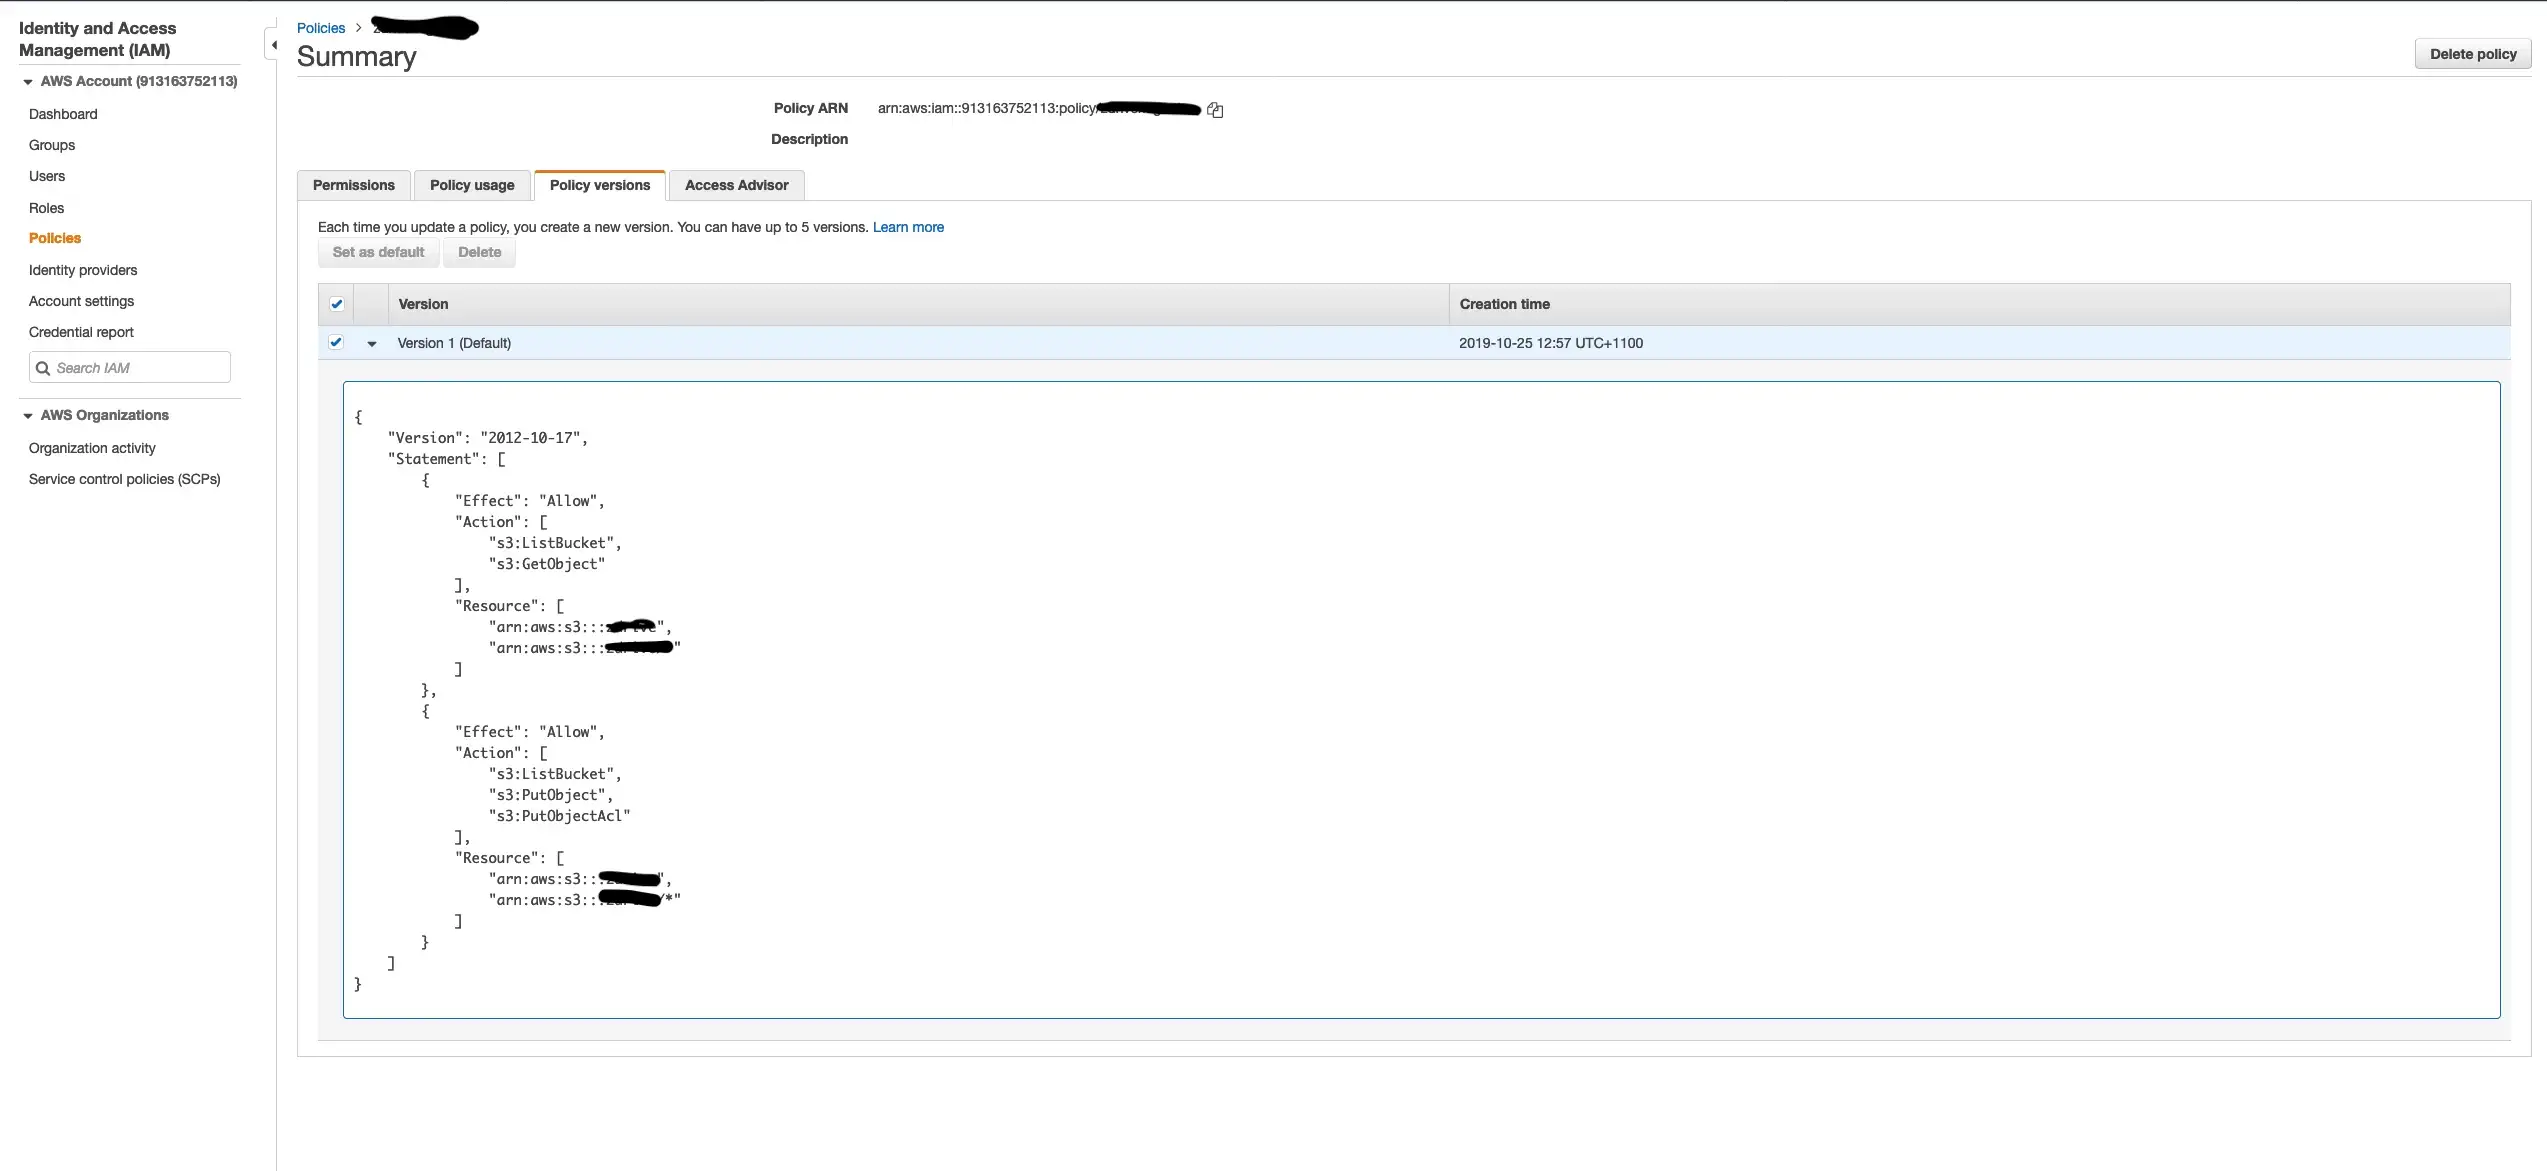 Identity and Access
Management (IAM)
AWS Account (913163752113)
Dashboard
Groups
Users
Roles
Policies
Identity providers
Account settings
Credential report
Search IAM
AWS Organizations
Organization activity
Service control policies (SCPs)
Policies >
Summary
Delete policy
Policy ARN arn:aws:iam::913163752113:policy/
Description
Permissions Policy usage Policy versions Access Advisor
Each time you update a policy, you create a new version. You can have up to 5 versions. Learn more
Set as default Delete
Version Creation time
Version 1 (Default) 2019-10-25 12:57 UTC+1100
{
"Version": "2012-10-17",
"Statement": [
{
"Effect": "Allow",
"Action": [
"s3:ListBucket",
"s3:GetObject"
],
"Resource": [
"arn:aws:s3:::",
"arn:aws:s3:::"
]
},
{
"Effect": "Allow",
"Action": [
"s3:ListBucket",
"s3:PutObject",
"s3:PutObjectAcl"
],
"Resource": [
"arn:aws:s3:::",
"arn:aws:s3:::/*"
]
}
]
}